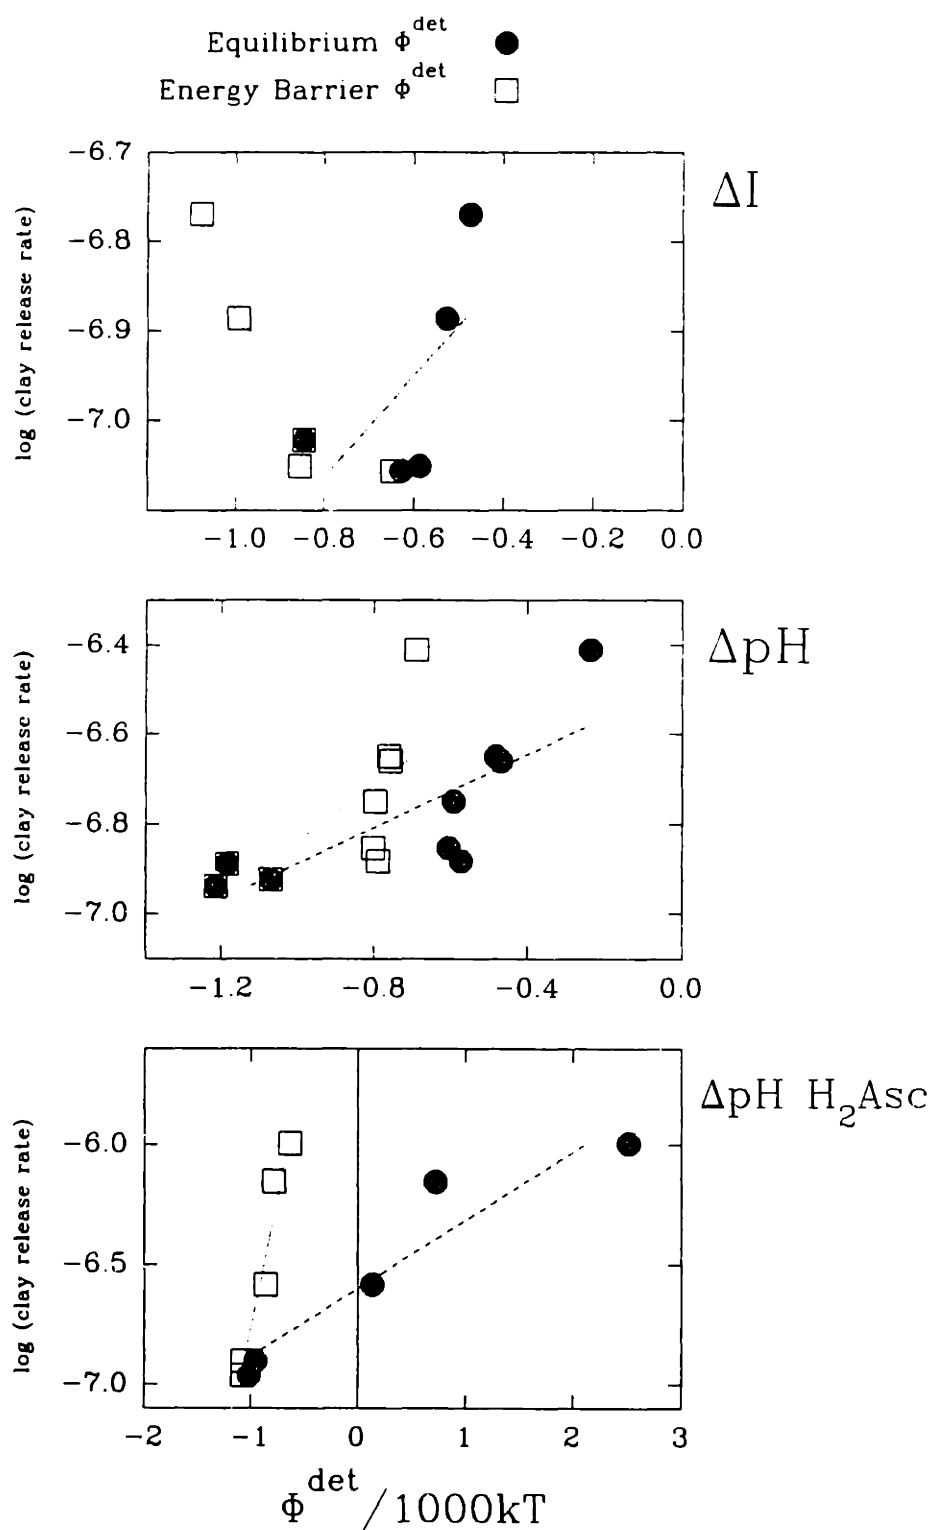 Equilibrium Φ^det
Energy Barrier Φ^det
-6.7
-6.8
-6.9
-7.0
log (clay release rate)
ΔI
-1.0 -0.8 -0.6 -0.4 -0.2 0.0
-6.4
-6.6
-6.8
-7.0
log (clay release rate)
ΔpH
-1.2 -0.8 -0.4 0.0
-6.0
-6.5
-7.0
log (clay release rate)
ΔpH H₂Asc
-2 -1 0 1 2 3
Φ^det/1000kT